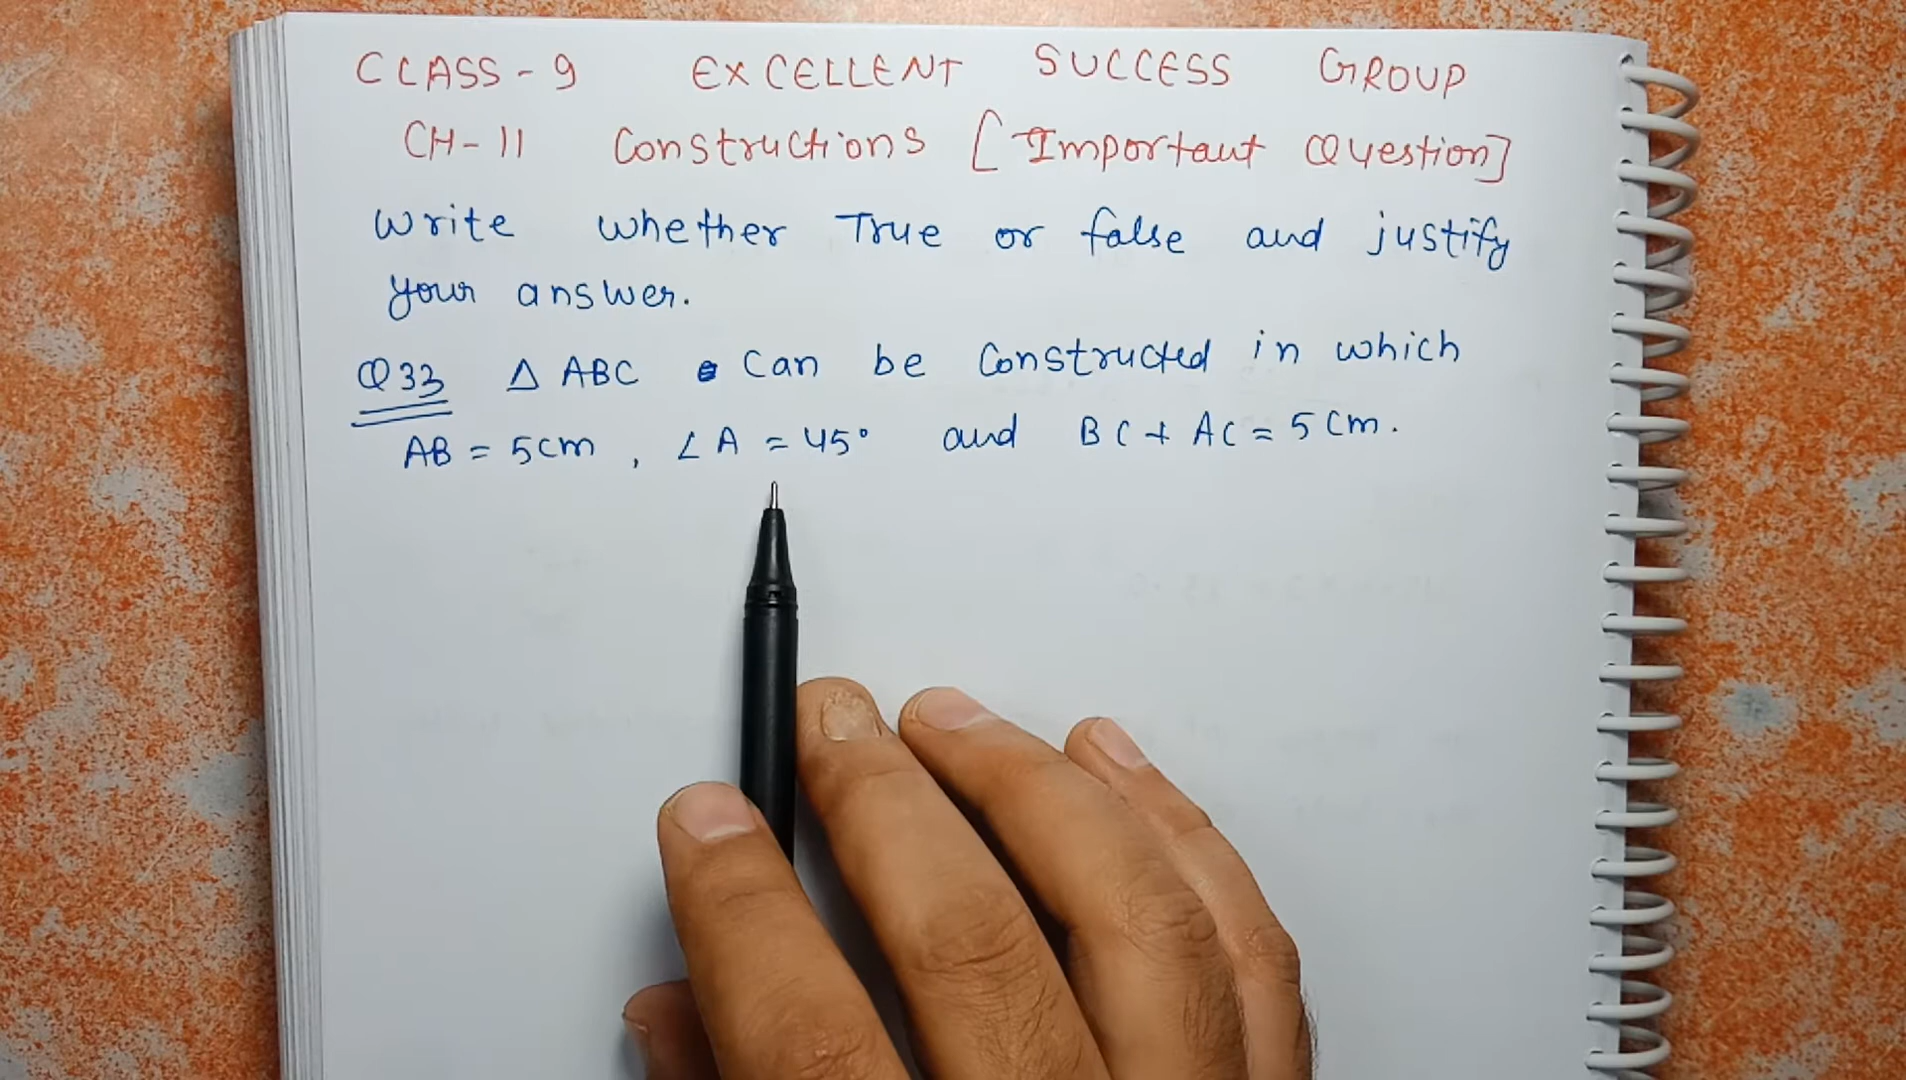 CLASS-9 EXCELLENT SUCCESS GROUP
CH-11 Constructions [Important Question]
Write whether True or false and justify
your answer.
Q33 Δ ABC Can be Constructed in which
AB = 5cm, ∠A = 45° and BC + AC = 5cm.